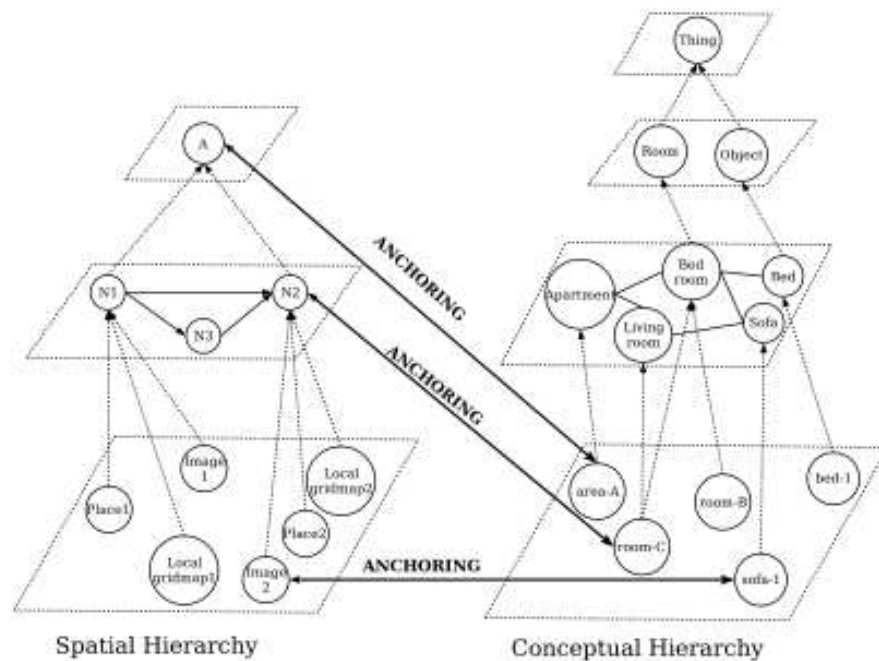 Thing
A
Room
Object
ANCHORING
N1
N2
N3
Apartment
Bed
room
Bed
Living
room
Sofa
ANCHORING
Image
1
Local
gridmap2
Place1
Place2
area-A
room-B
bed-1
room-C
Local
gridmap1
Image
2
ANCHORING
sofa-1
Spatial Hierarchy
Conceptual Hierarchy